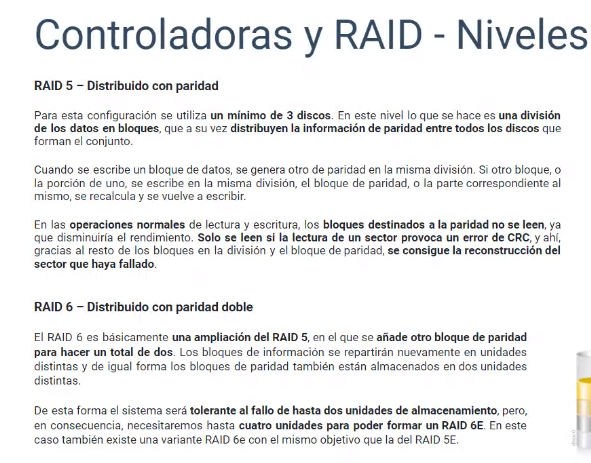 Controladoras y RAID - Niveles
RAID 5 – Distribuido con paridad
Para esta configuración se utiliza un mínimo de 3 discos. En este nivel lo que se hace es una división
de los datos en bloques, que a su vez distribuyen la información de paridad entre todos los discos que
forman el conjunto.
Cuando se escribe un bloque de datos, se genera otro de paridad en la misma división. Si otro bloque, o
la porción de uno, se escribe en la misma división, el bloque de paridad, o la parte correspondiente al
mismo, se recalcula y se vuelve a escribir.
En las operaciones normales de lectura y escritura, los bloques destinados a la paridad no se leen, ya
que disminuiría el rendimiento. Solo se leen si la lectura de un sector provoca un error de CRC, y ahí,
gracias al resto de los bloques en la división y el bloque de paridad, se consigue la reconstrucción del
sector que haya fallado.
RAID 6 – Distribuido con paridad doble
El RAID 6 es básicamente una ampliación del RAID 5, en el que se añade otro bloque de paridad
para hacer un total de dos. Los bloques de información se repartirán nuevamente en unidades
distintas y de igual forma los bloques de paridad también están almacenados en dos unidades
distintas.
De esta forma el sistema será tolerante al fallo de hasta dos unidades de almacenamiento, pero,
en consecuencia, necesitaremos hasta cuatro unidades para poder formar un RAID 6E. En este
caso también existe una variante RAID 6e con el mismo objetivo que la del RAID 5E.